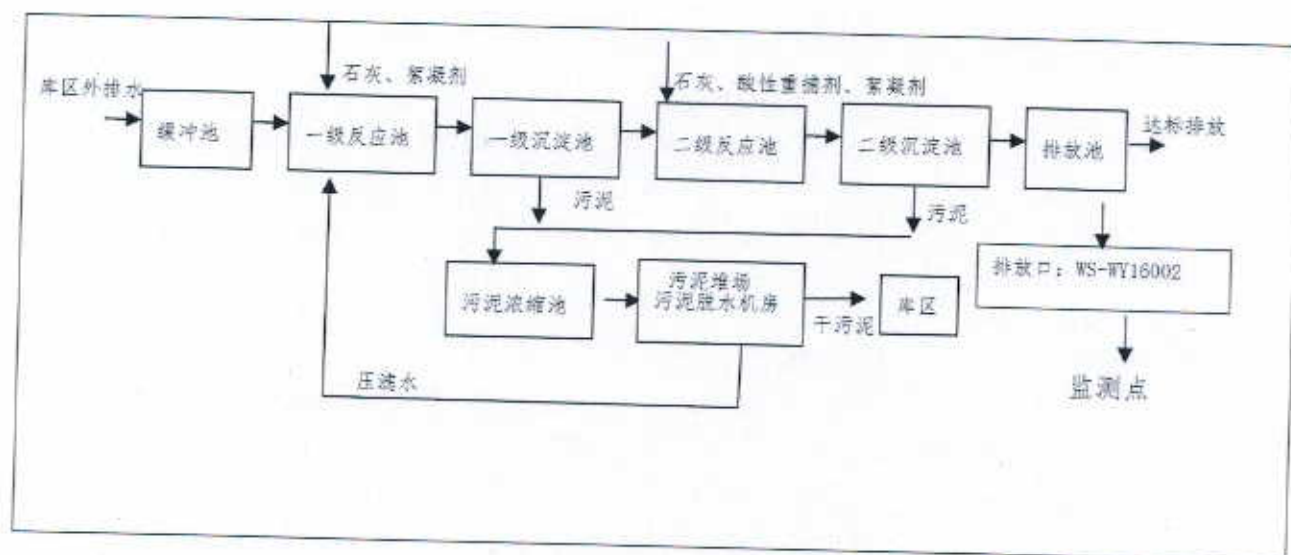 石灰、絮凝剂
石灰、酸性重捕剂、絮凝剂
库区外排水
缓冲池
一级反应池
一级沉淀池
二级反应池
二级沉淀池
排放池
达标排放
污泥
污泥
排放口：WS-WY16002
污泥浓缩池
污泥堆场
污泥脱水机房
干污泥
库区
压滤水
监测点